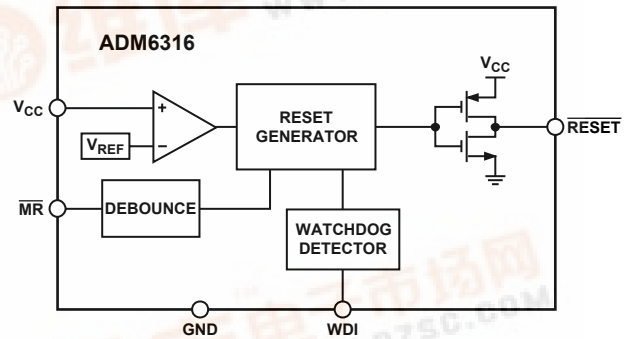 ADM6316
VCC
VCC
+
VREF
−
RESET
GENERATOR
RESET
MR
DEBOUNCE
WATCHDOG
DETECTOR
GND
WDI